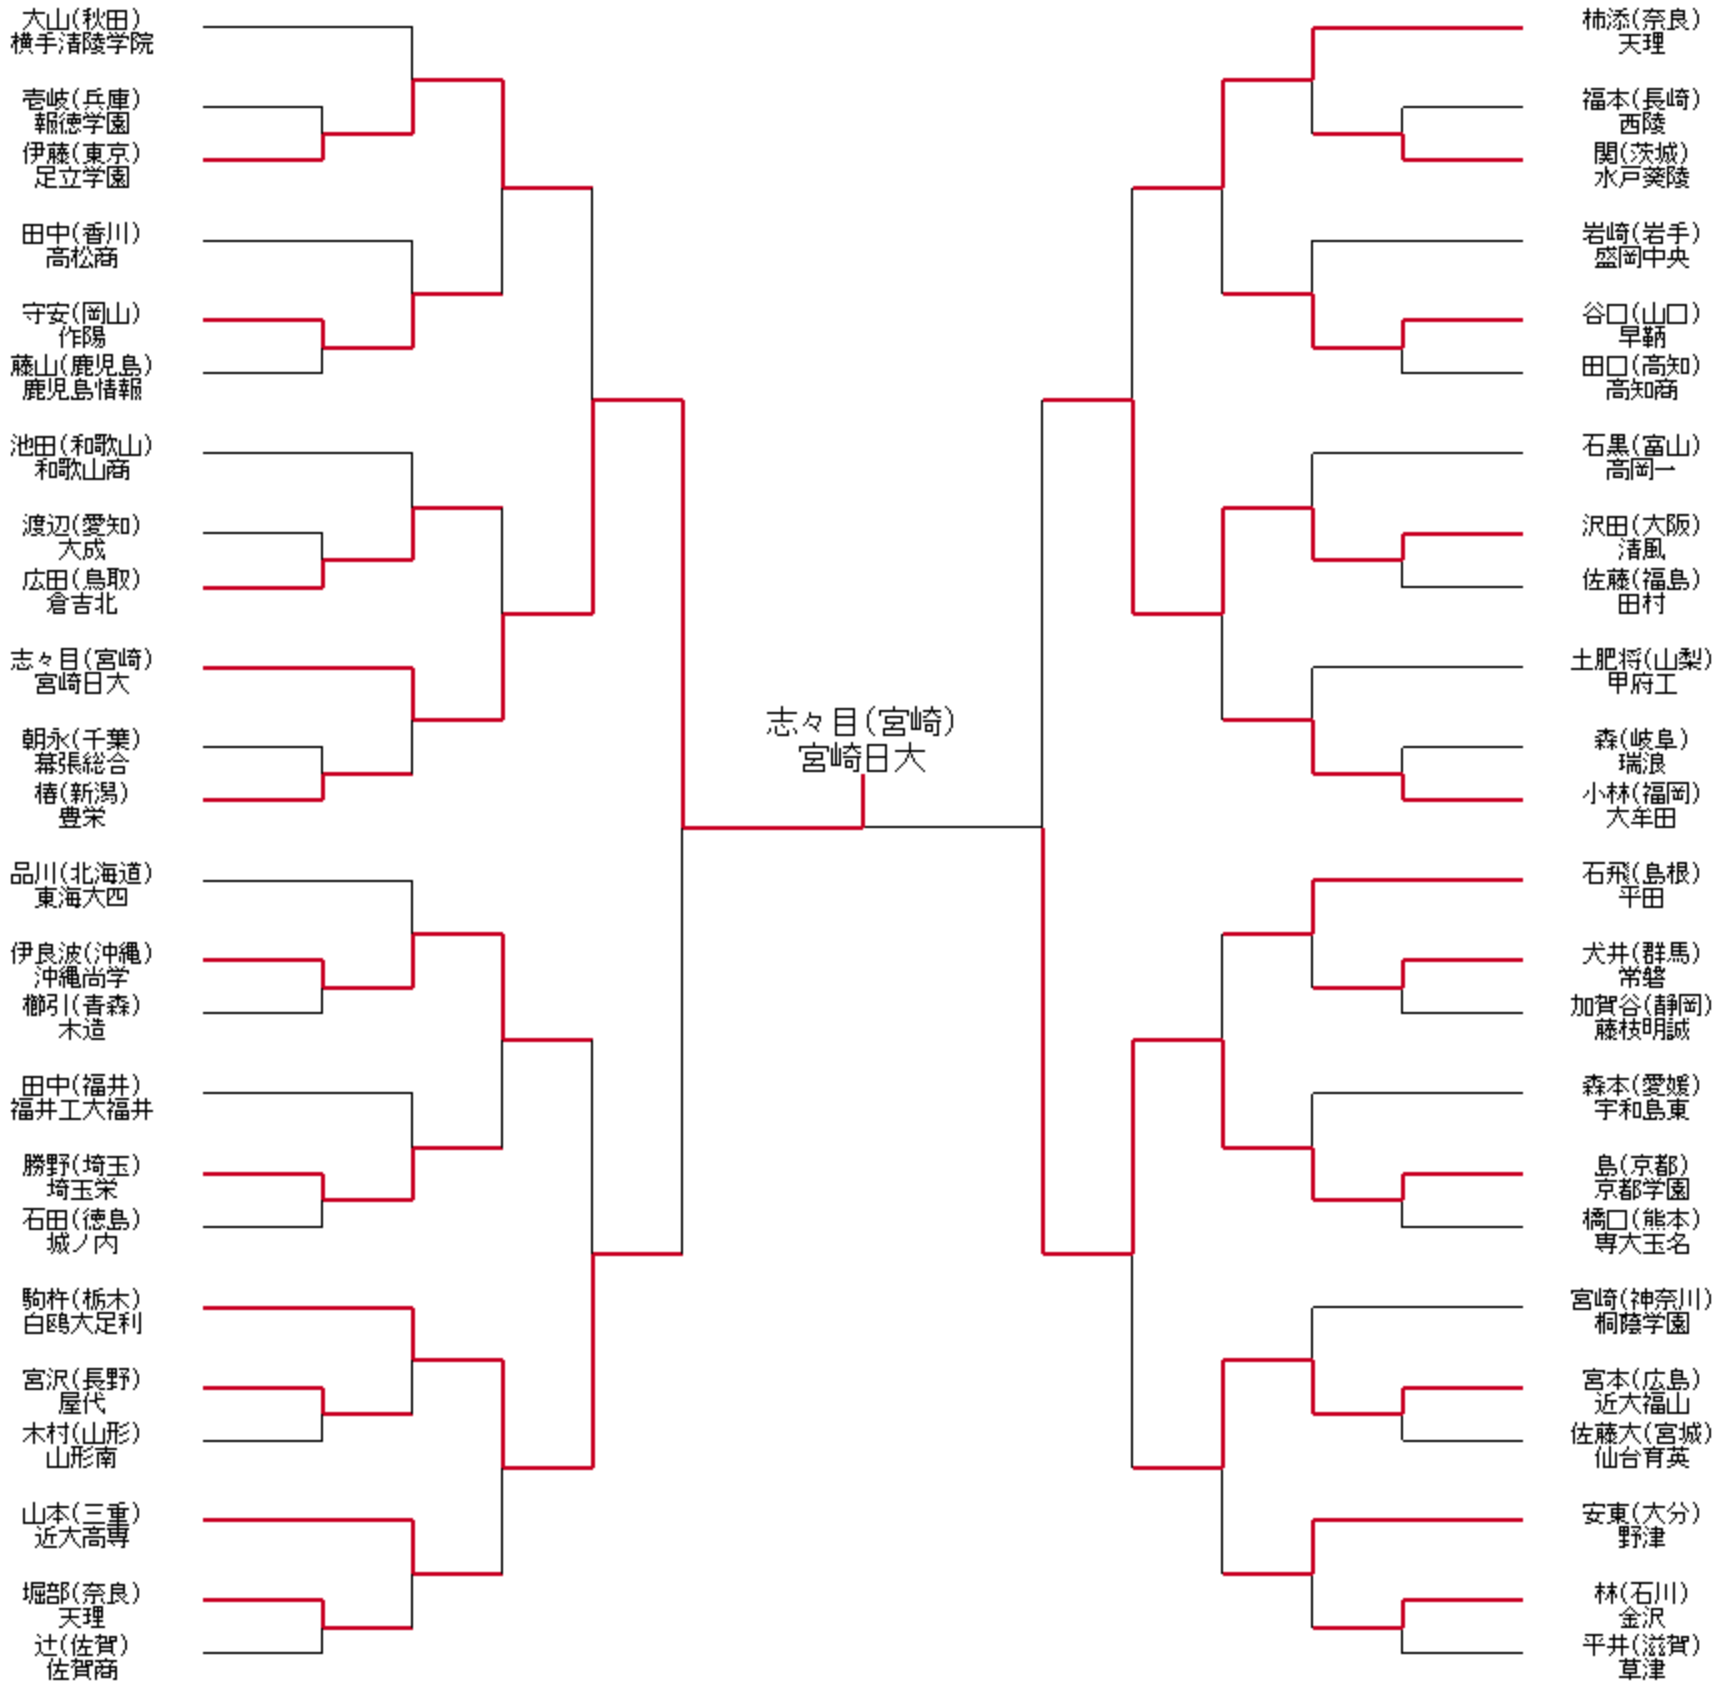 大山(秋田)
横手清陵学院
壱岐(兵庫)
報徳学園
伊藤(東京)
足立学園
田中(香川)
高松商
守安(岡山)
作陽
藤山(鹿児島)
鹿児島情報
池田(和歌山)
和歌山商
渡辺(愛知)
大成
広田(鳥取)
倉吉北
志々目(宮崎)
宮崎日大
朝永(千葉)
幕張総合
椿(新潟)
豊栄
品川(北海道)
東海大四
伊良波(沖縄)
沖縄尚学
櫛引(青森)
木造
田中(福井)
福井工大福井
勝野(埼玉)
埼玉栄
石田(徳島)
城ノ内
駒杵(栃木)
白鴎大足利
宮沢(長野)
屋代
木村(山形)
山形南
山本(三重)
近大高専
堀部(奈良)
天理
辻(佐賀)
佐賀商
志々目(宮崎)
宮崎日大
柿添(奈良)
天理
福本(長崎)
西陵
関(茨城)
水戸葵陵
岩崎(岩手)
盛岡中央
谷口(山口)
早鞆
田口(高知)
高知商
石黒(富山)
高岡一
沢田(大阪)
清風
佐藤(福島)
田村
土肥将(山梨)
甲府工
森(岐阜)
瑞浪
小林(福岡)
大牟田
石飛(島根)
平田
犬井(群馬)
常磐
加賀谷(静岡)
藤枝明誠
森本(愛媛)
宇和島東
島(京都)
京都学園
橋口(熊本)
専大玉名
宮崎(神奈川)
桐蔭学園
宮本(広島)
近大福山
佐藤大(宮城)
仙台育英
安東(大分)
野津
林(石川)
金沢
平井(滋賀)
草津